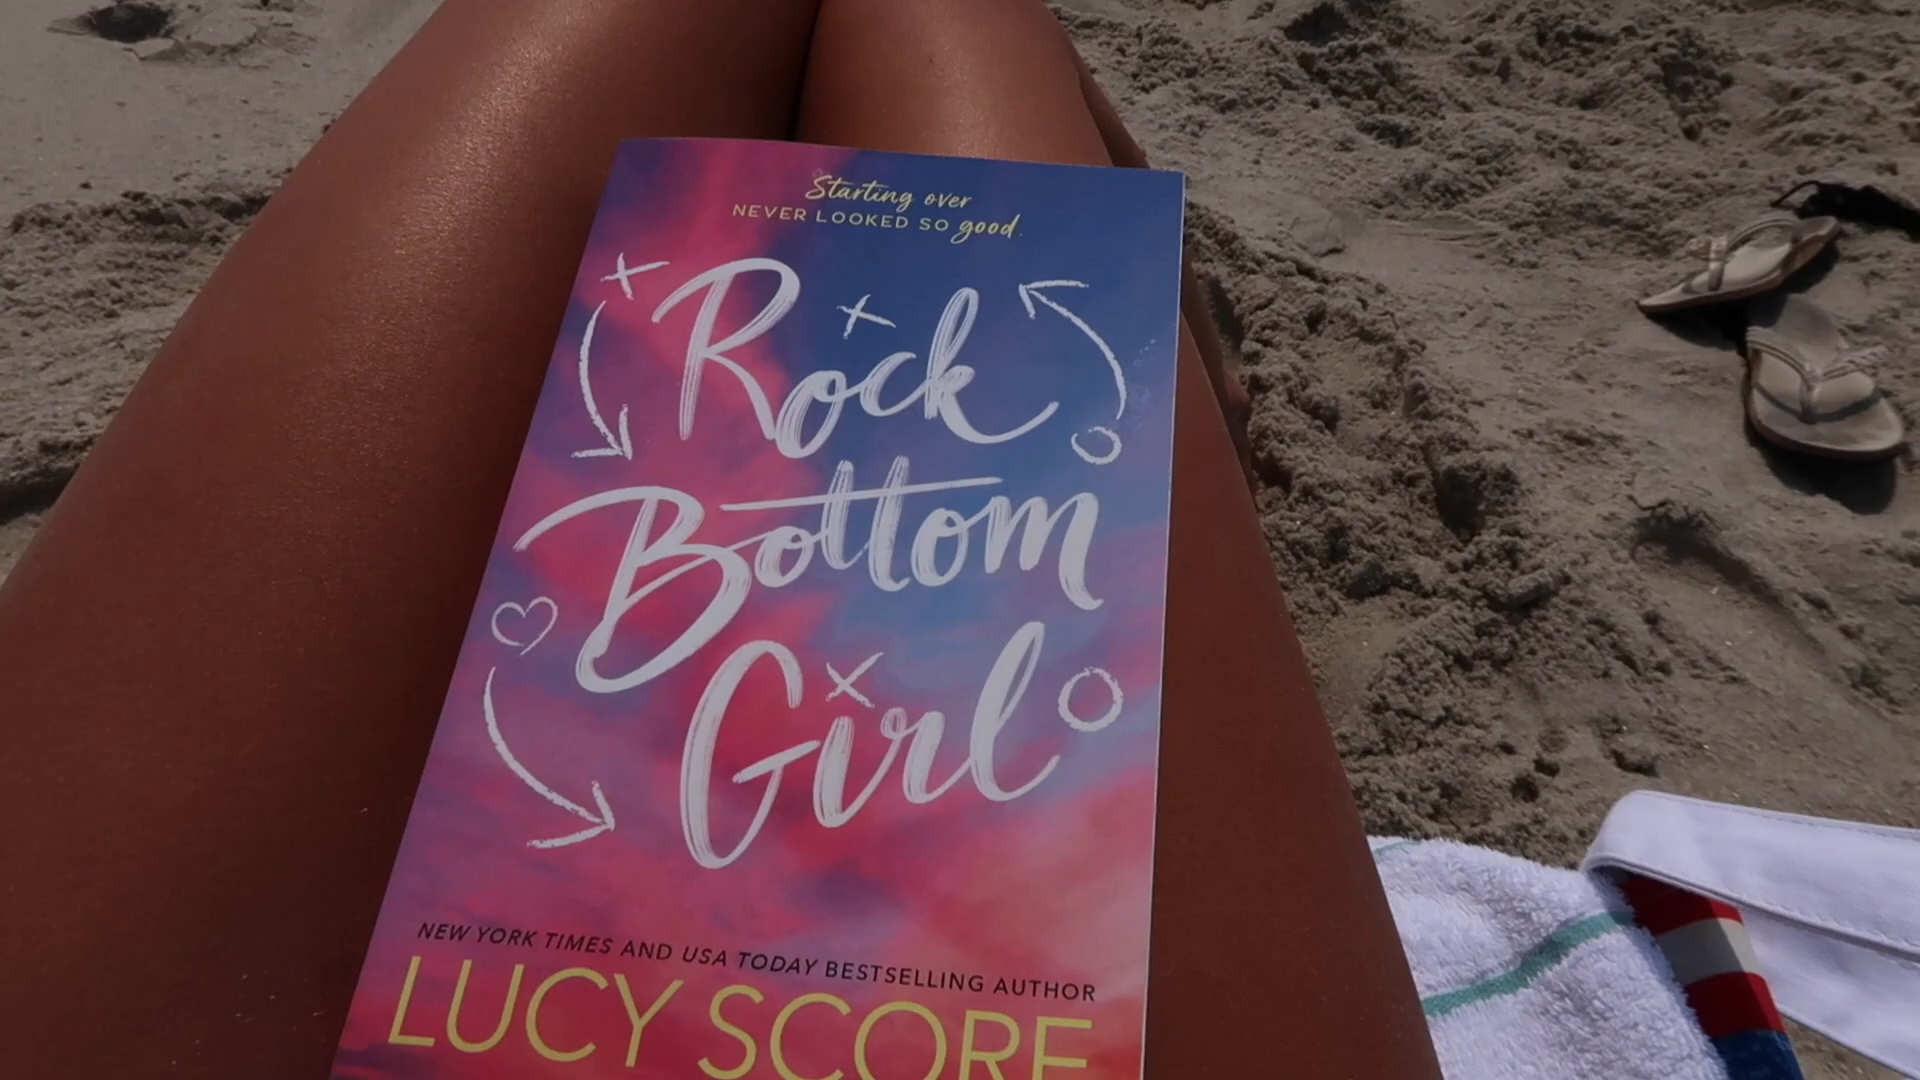 Starting over
NEVER LOOKED SO good.
Rock
Bottom
Girl
NEW YORK TIMES AND USA TODAY BESTSELLING AUTHOR
LUCY SCORE